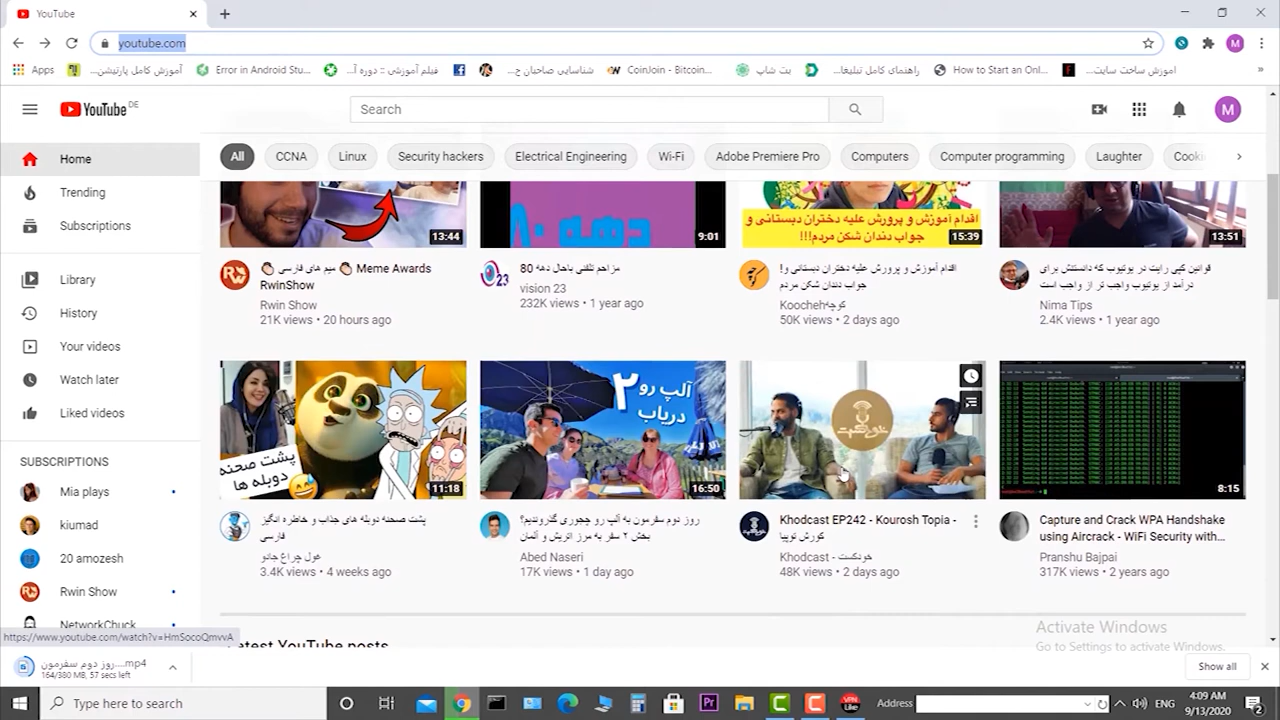 YouTube
youtube.com
Apps
آموزش کامل پارتیشن...
Error in Android Stu...
فیلم آموزشی :: دوره آ...
شناسایی صاحبان ح...
CoinJoin - Bitcoin...
بت شاپ
راهنمای کامل تبلیغا...
How to Start an Onl...
اموزش ساخت سایت...
»
YouTube DE
Search
M
Home
Trending
Subscriptions
Library
History
Your videos
Watch later
Liked videos
SUBSCRIPTIONS
Mia plays
kiumad
20 amozesh
Rwin Show
NetworkChuck
All
CCNA
Linux
Security hackers
Electrical Engineering
Wi-Fi
Adobe Premiere Pro
Computers
Computer programming
Laughter
Cooki
13:44
دهه ۸۰
9:01
اقدام آموزش و پرورش علیه دختران دبستانی و
جواب دندان شکن مردم!!!
15:39
13:51
میم های فارسی Meme Awards
RwinShow
Rwin Show
21K views • 20 hours ago
مزاحم تلفنی باحال دهه 80
vision 23
232K views • 1 year ago
اقدام آموزش و پرورش علیه دختران دبستانی و!
جواب دندان شکن مردم
Koocheh کوچه
50K views • 2 days ago
قوانین کپی رایت در یوتیوب که دانستش برای
درآمد از یوتیوب واجب تر از واجب است
Nima Tips
2.4K views • 1 year ago
پشت صحنه
دوبله ها
11:18
آلپ رو ۲
دریاب
16:50
خودکست
8:15
پشت صحنه دوبله های جذاب و خاطره انگیز
فارسی
غول چراغ جادو
3.4K views • 4 weeks ago
روز دوم سفرمون به آلپ رو چجوری گذروندیم؟
بخش ۲ سفر به مرز اتریش و آلمان
Abed Naseri
17K views • 1 day ago
Khodcast EP242 - Kourosh Topia -
کورش توپیا
Khodcast - خودکست
48K views • 2 days ago
Capture and Crack WPA Handshake
using Aircrack - WiFi Security with...
Pranshu Bajpai
317K views • 2 years ago
Latest YouTube posts
https://www.youtube.com/watch?v=HmSocoQmvvA
Activate Windows
Go to Settings to activate Windows.
روز دوم سفرمون....mp4
164/380 MB, 57 secs left
Show all
Type here to search
Address
ENG
4:09 AM
9/13/2020
2